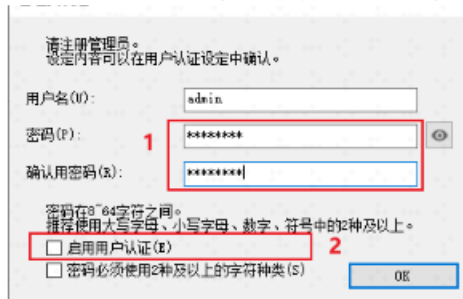 请注册管理员。
设定内容可以在用户认证设定中确认。
用户名(U):
admin
密码(P):
1
********
确认用密码(R):
********
密码在8~64字符之间。
推荐使用大写字母、小写字母、数字、符号中的2种及以上。
启用用户认证(E)
2
密码必须使用2种及以上的字符种类(S)
OK